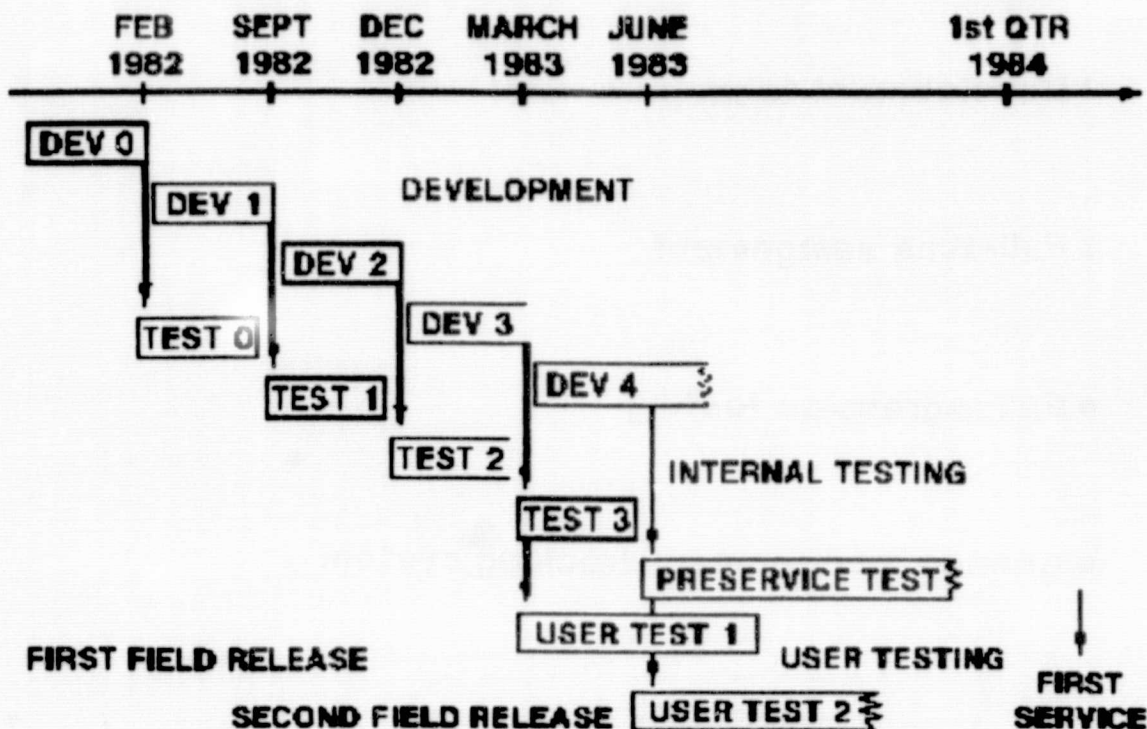 FEB SEPT DEC MARCH JUNE 1st QTR
1982 1982 1982 1983 1983 1984
DEV 0
DEV 1
DEVELOPMENT
DEV 2
DEV 3
TEST 0
DEV 4
TEST 1
TEST 2
INTERNAL TESTING
TEST 3
PRESERVICE TEST
USER TEST 1
FIRST FIELD RELEASE
USER TESTING
FIRST
SERVICE
SECOND FIELD RELEASE
USER TEST 2